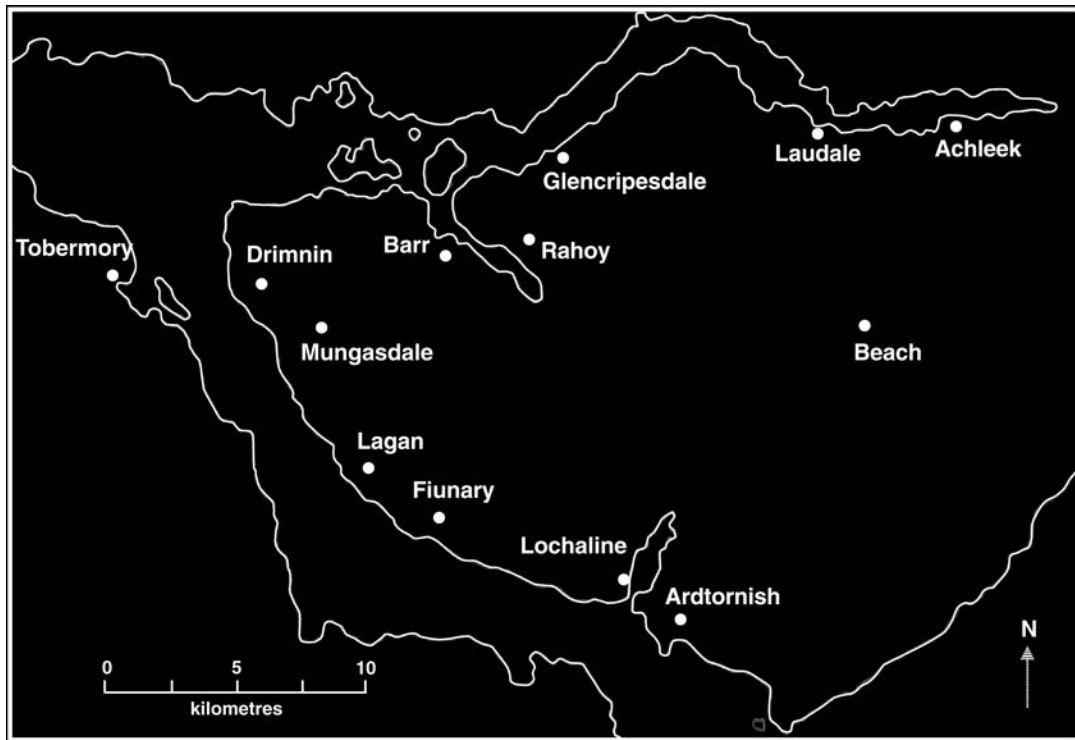 Laudale
Achleek
Glencripesdale
Tobermory
Drimnin
Barr
Rahoy
Mungasdale
Beach
Lagan
Fiunary
Lochaline
Ardtornish
N
0 5 10
kilometres